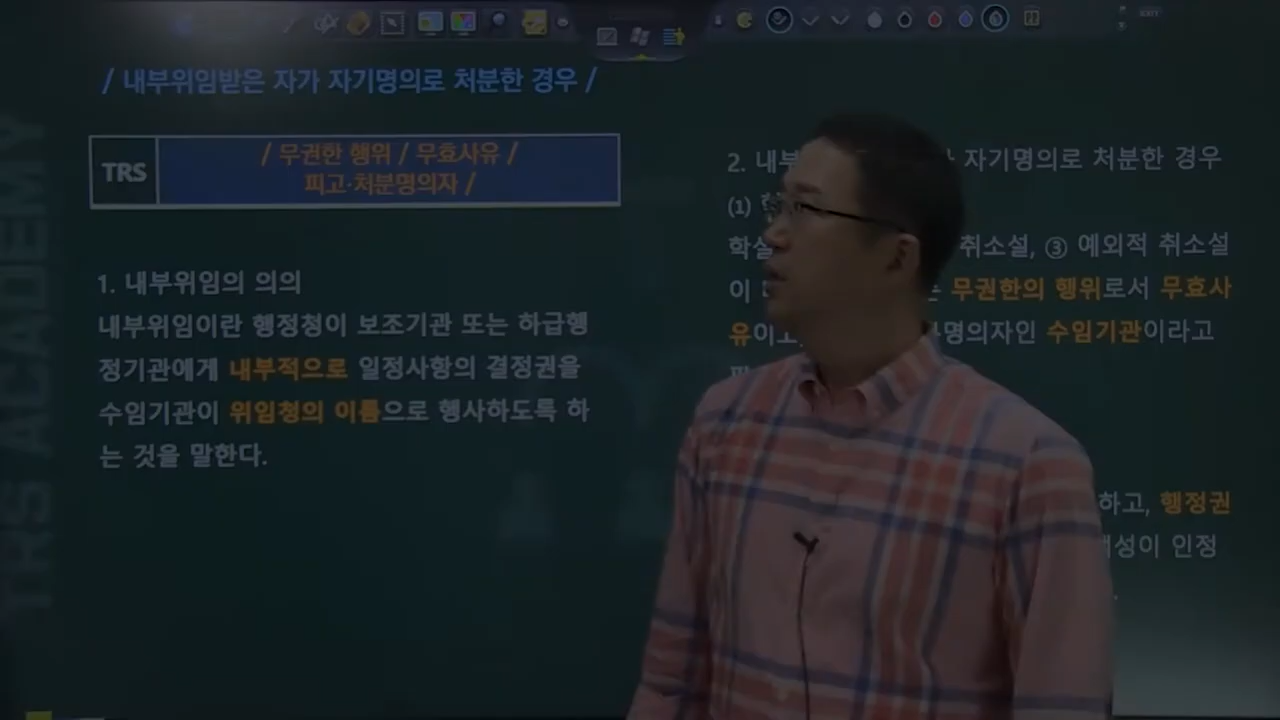 / 내부위임받은 자가 자기명의로 처분한 경우 /
TRS
/ 무권한 행위 / 무효사유 /
피고·처분명의자 /
1. 내부위임의 의의
내부위임이란 행정청이 보조기관 또는 하급행
정기관에게 내부적으로 일정사항의 결정권을
수임기관이 위임청의 이름으로 행사하도록 하
는 것을 말한다.
2. 내부 자기명의로 처분한 경우
(1)
학설 취소설, ③ 예외적 취소설
이 무권한의 행위로서 무효사
유이고 명의자인 수임기관이라고
하고, 행정권
성이 인정
THS ACADEMY
EXIT